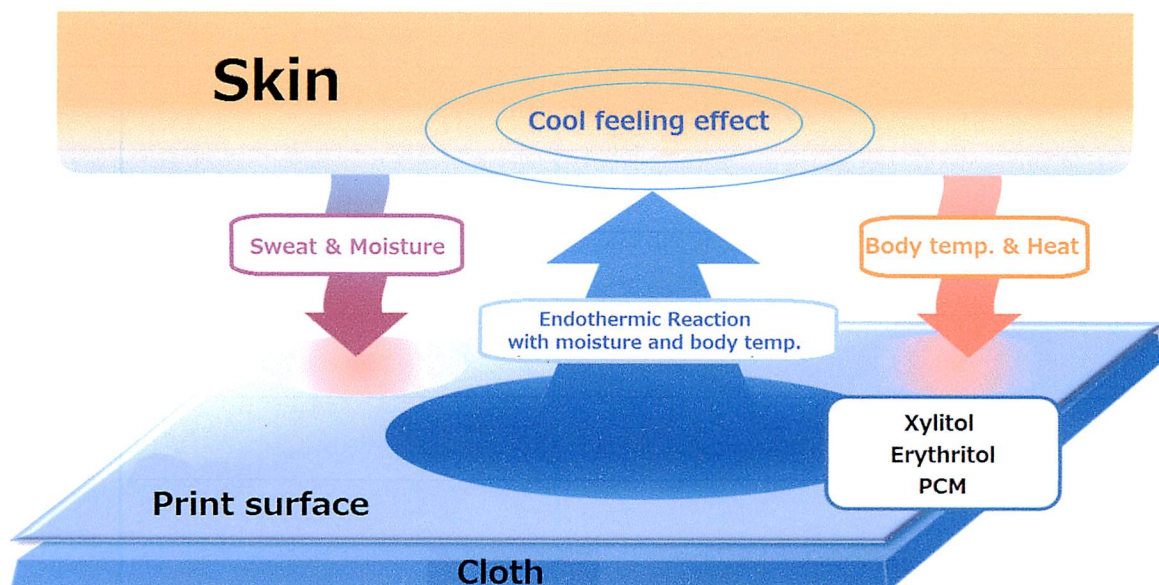 Skin
Cool feeling effect
Sweat & Moisture
Body temp. & Heat
Endothermic Reaction
with moisture and body temp.
Xylitol
Erythritol
PCM
Print surface
Cloth